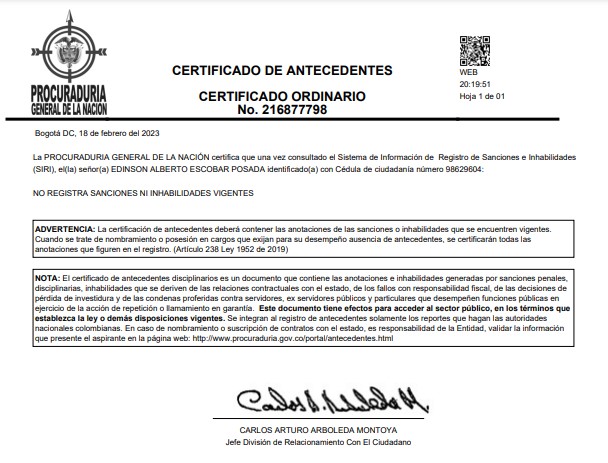 PROCURADURIA
GENERAL DE LA NACION
CERTIFICADO DE ANTECEDENTES
CERTIFICADO ORDINARIO
No. 216877798
WEB
20:19:51
Hoja 1 de 01
Bogotá DC, 18 de febrero del 2023
La PROCURADURIA GENERAL DE LA NACIÓN certifica que una vez consultado el Sistema de Información de Registro de Sanciones e Inhabilidades
(SIRI), el(la) señor(a) EDINSON ALBERTO ESCOBAR POSADA identificado(a) con Cédula de ciudadanía número 98629604:
NO REGISTRA SANCIONES NI INHABILIDADES VIGENTES
ADVERTENCIA: La certificación de antecedentes deberá contener las anotaciones de las sanciones o inhabilidades que se encuentren vigentes.
Cuando se trate de nombramiento o posesión en cargos que exijan para su desempeño ausencia de antecedentes, se certificarán todas las
anotaciones que figuren en el registro. (Artículo 238 Ley 1952 de 2019)
NOTA: El certificado de antecedentes disciplinarios es un documento que contiene las anotaciones e inhabilidades generadas por sanciones penales,
disciplinarias, inhabilidades que se deriven de las relaciones contractuales con el estado, de los fallos con responsabilidad fiscal, de las decisiones de
pérdida de investidura y de las condenas proferidas contra servidores, ex servidores públicos y particulares que desempeñen funciones públicas en
ejercicio de la acción de repetición o llamamiento en garantía. Este documento tiene efectos para acceder al sector público, en los términos que
establezca la ley o demás disposiciones vigentes. Se integran al registro de antecedentes solamente los reportes que hagan las autoridades
nacionales colombianas. En caso de nombramiento o suscripción de contratos con el estado, es responsabilidad de la Entidad, validar la información
que presente el aspirante en la página web: http://www.procuraduria.gov.co/portal/antecedentes.html
Carlos A. Arboleda M.
CARLOS ARTURO ARBOLEDA MONTOYA
Jefe División de Relacionamiento Con El Ciudadano